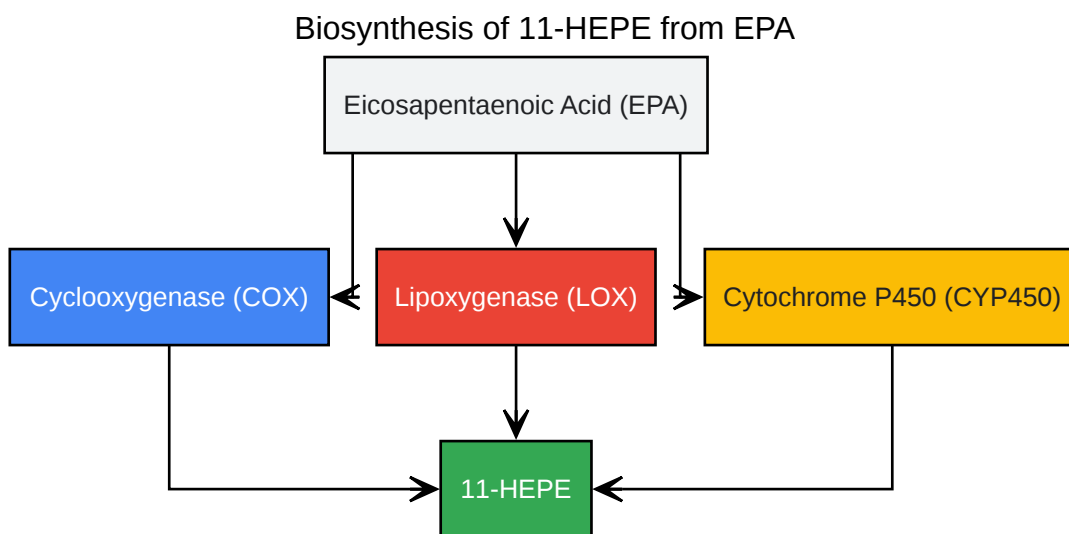 Biosynthesis of 11-HEPE from EPA
Eicosapentaenoic Acid (EPA)
Cyclooxygenase (COX)
Lipoxygenase (LOX)
Cytochrome P450 (CYP450)
11-HEPE